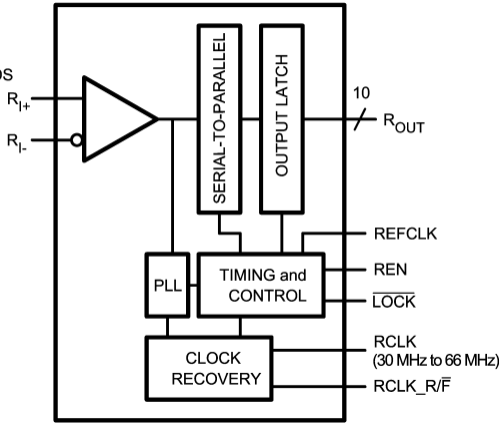 DS
R_I+
R_I-
SERIAL-TO-PARALLEL
OUTPUT LATCH
10
R_OUT
REFCLK
REN
L̅O̅C̅K̅
PLL
TIMING and
CONTROL
CLOCK
RECOVERY
RCLK
(30 MHz to 66 MHz)
RCLK_R/F̅